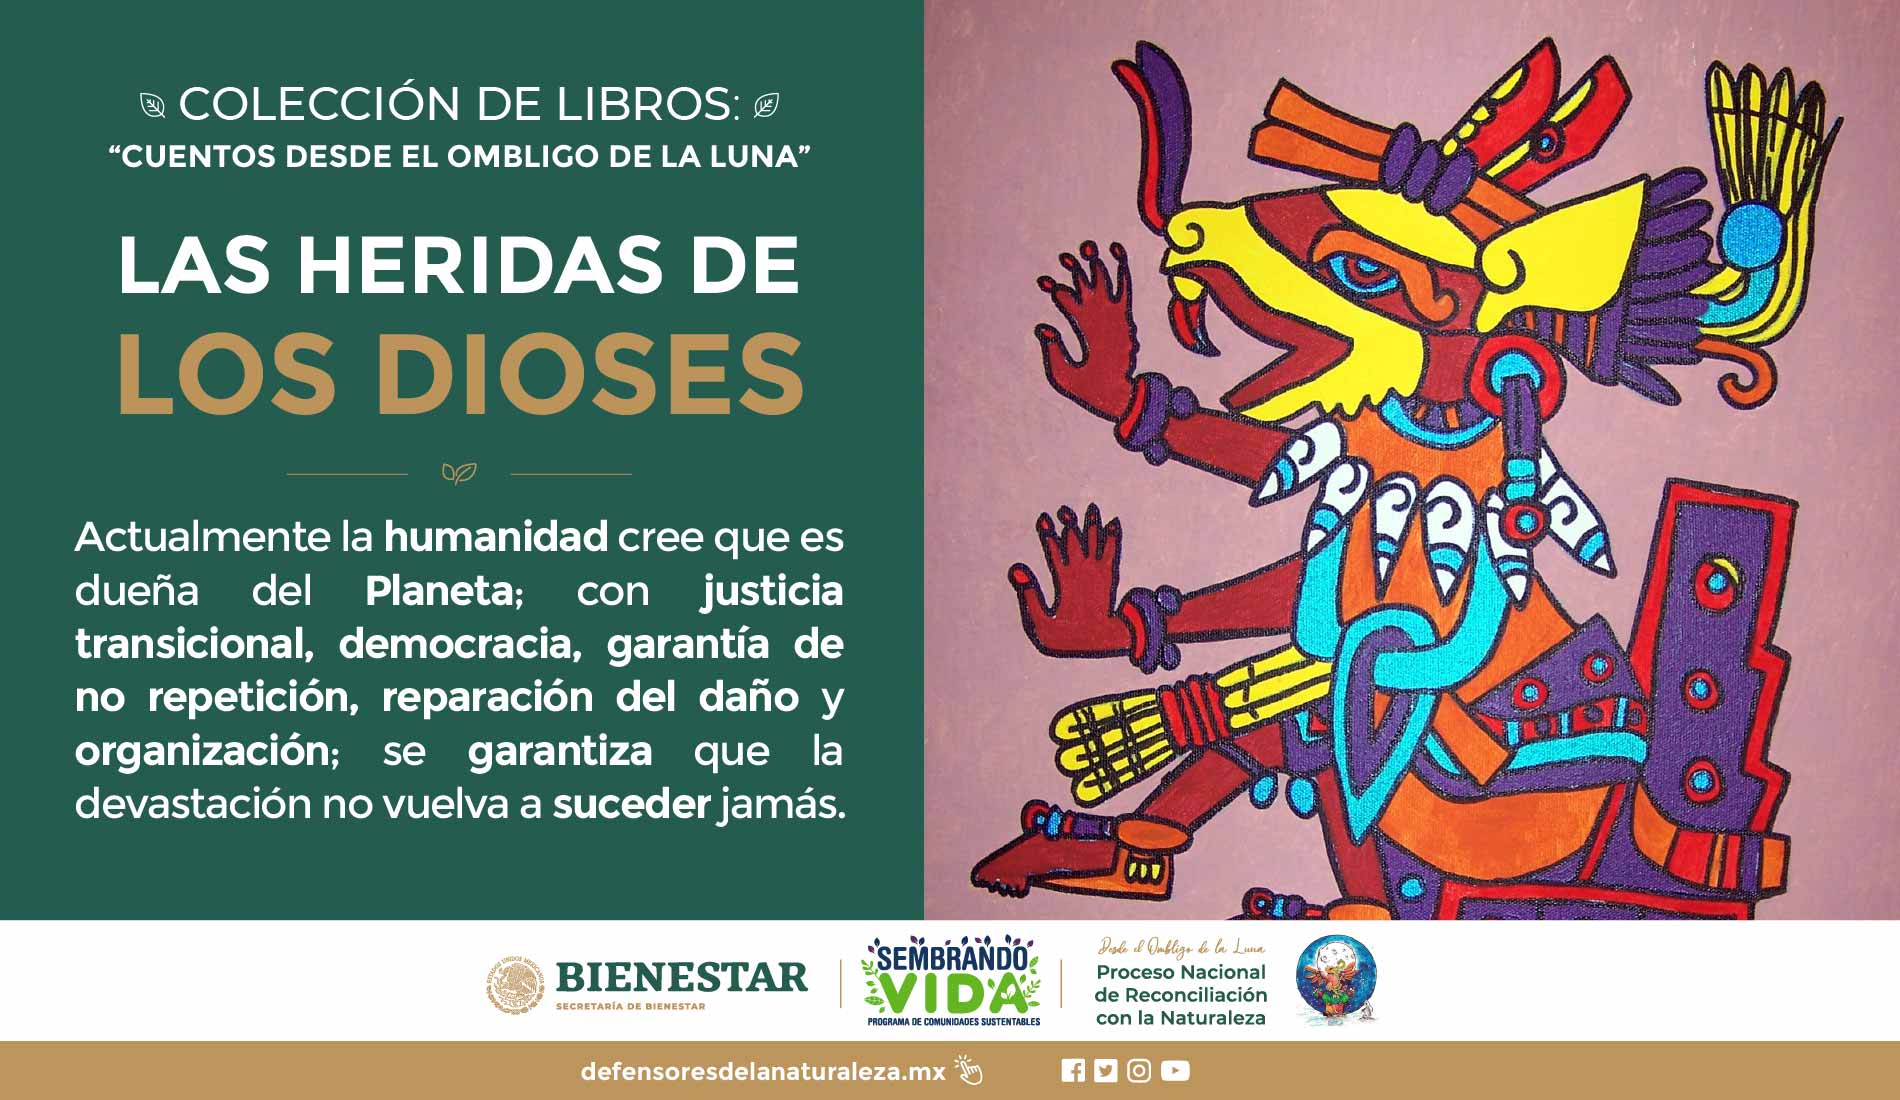 COLECCIÓN DE LIBROS:
“CUENTOS DESDE EL OMBLIGO DE LA LUNA”
LAS HERIDAS DE
LOS DIOSES
Actualmente la humanidad cree que es
dueña del Planeta; con justicia
transicional, democracia, garantía de
no repetición, reparación del daño y
organización; se garantiza que la
devastación no vuelva a suceder jamás.
ESTADOS UNIDOS MEXICANOS
BIENESTAR
SECRETARÍA DE BIENESTAR
SEMBRANDO
VIDA
PROGRAMA DE COMUNIDADES SUSTENTABLES
Desde el Ombligo de la Luna
Proceso Nacional
de Reconciliación
con la Naturaleza
defensoresdelanaturaleza.mx